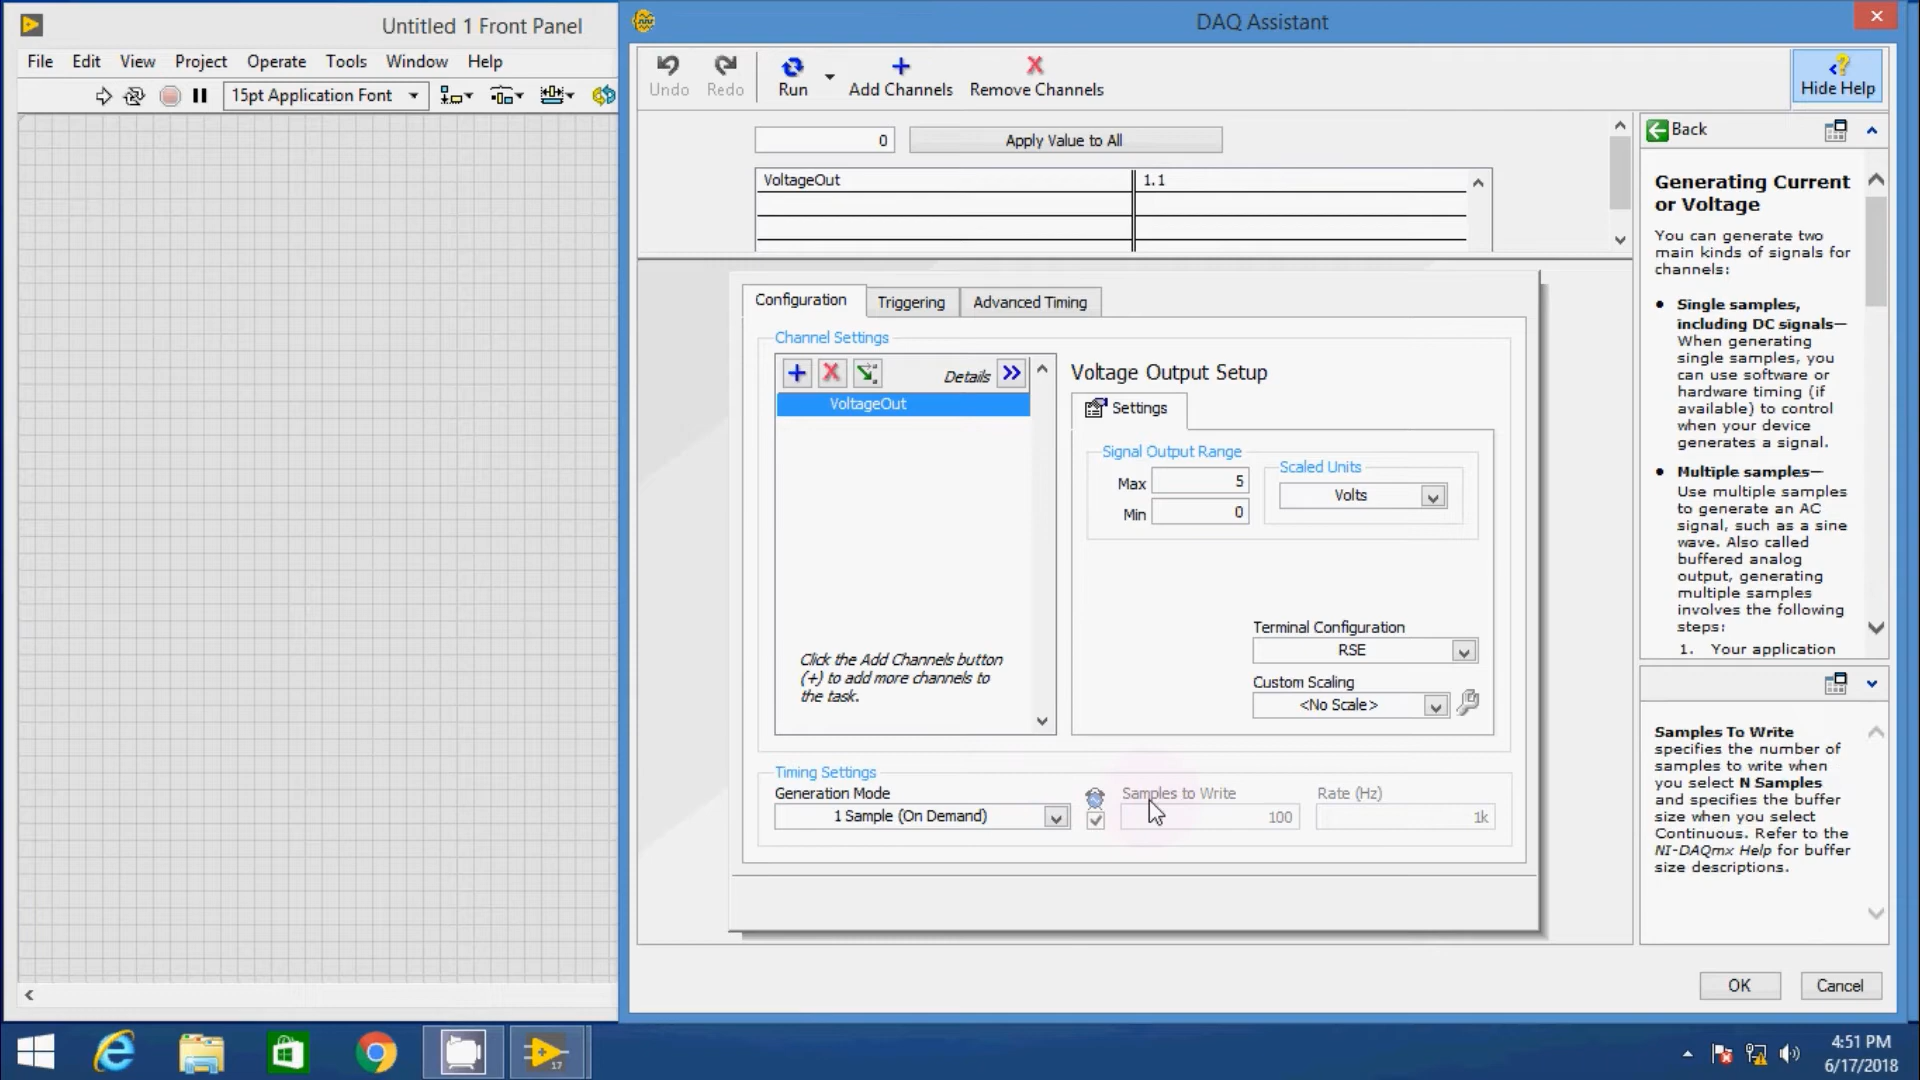 Untitled 1 Front Panel
File Edit View Project Operate Tools Window Help
15pt Application Font
DAQ Assistant
Undo Redo Run Add Channels Remove Channels
Hide Help
0 Apply Value to All
VoltageOut 1.1
Configuration Triggering Advanced Timing
Channel Settings
Details
VoltageOut
Click the Add Channels button
(+) to add more channels to
the task.
Voltage Output Setup
Settings
Signal Output Range
Max 5
Min 0
Scaled Units
Volts
Terminal Configuration
RSE
Custom Scaling
<No Scale>
Timing Settings
Generation Mode
1 Sample (On Demand)
Samples to Write
100
Rate (Hz)
1k
Back
Generating Current
or Voltage
You can generate two
main kinds of signals for
channels:
• Single samples,
including DC signals—
When generating
single samples, you
can use software or
hardware timing (if
available) to control
when your device
generates a signal.
• Multiple samples—
Use multiple samples
to generate an AC
signal, such as a sine
wave. Also called
buffered analog
output, generating
multiple samples
involves the following
steps:
1. Your application
Samples To Write
specifies the number of
samples to write when
you select N Samples
and specifies the buffer
size when you select
Continuous. Refer to the
NI-DAQmx Help for buffer
size descriptions.
OK Cancel
17
4:51 PM
6/17/2018